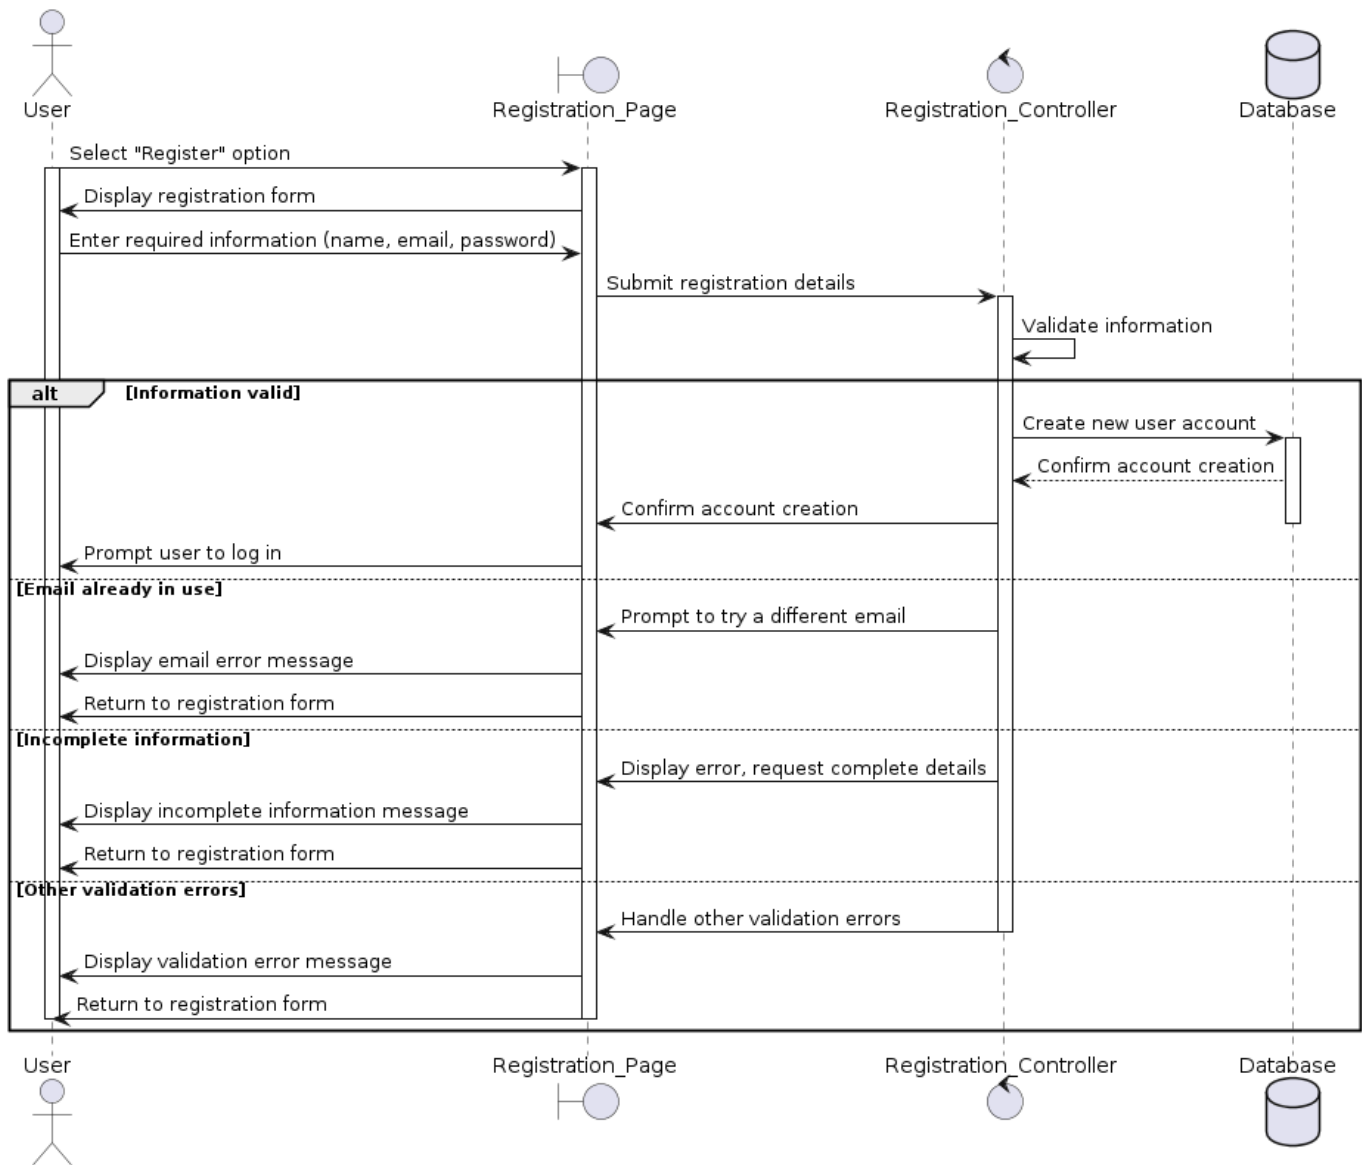 User
Registration_Page
Registration_Controller
Database
Select "Register" option
Display registration form
Enter required information (name, email, password)
Submit registration details
Validate information
alt
[Information valid]
Create new user account
Confirm account creation
Confirm account creation
Prompt user to log in
[Email already in use]
Prompt to try a different email
Display email error message
Return to registration form
[Incomplete information]
Display error, request complete details
Display incomplete information message
Return to registration form
[Other validation errors]
Handle other validation errors
Display validation error message
Return to registration form
User
Registration_Page
Registration_Controller
Database